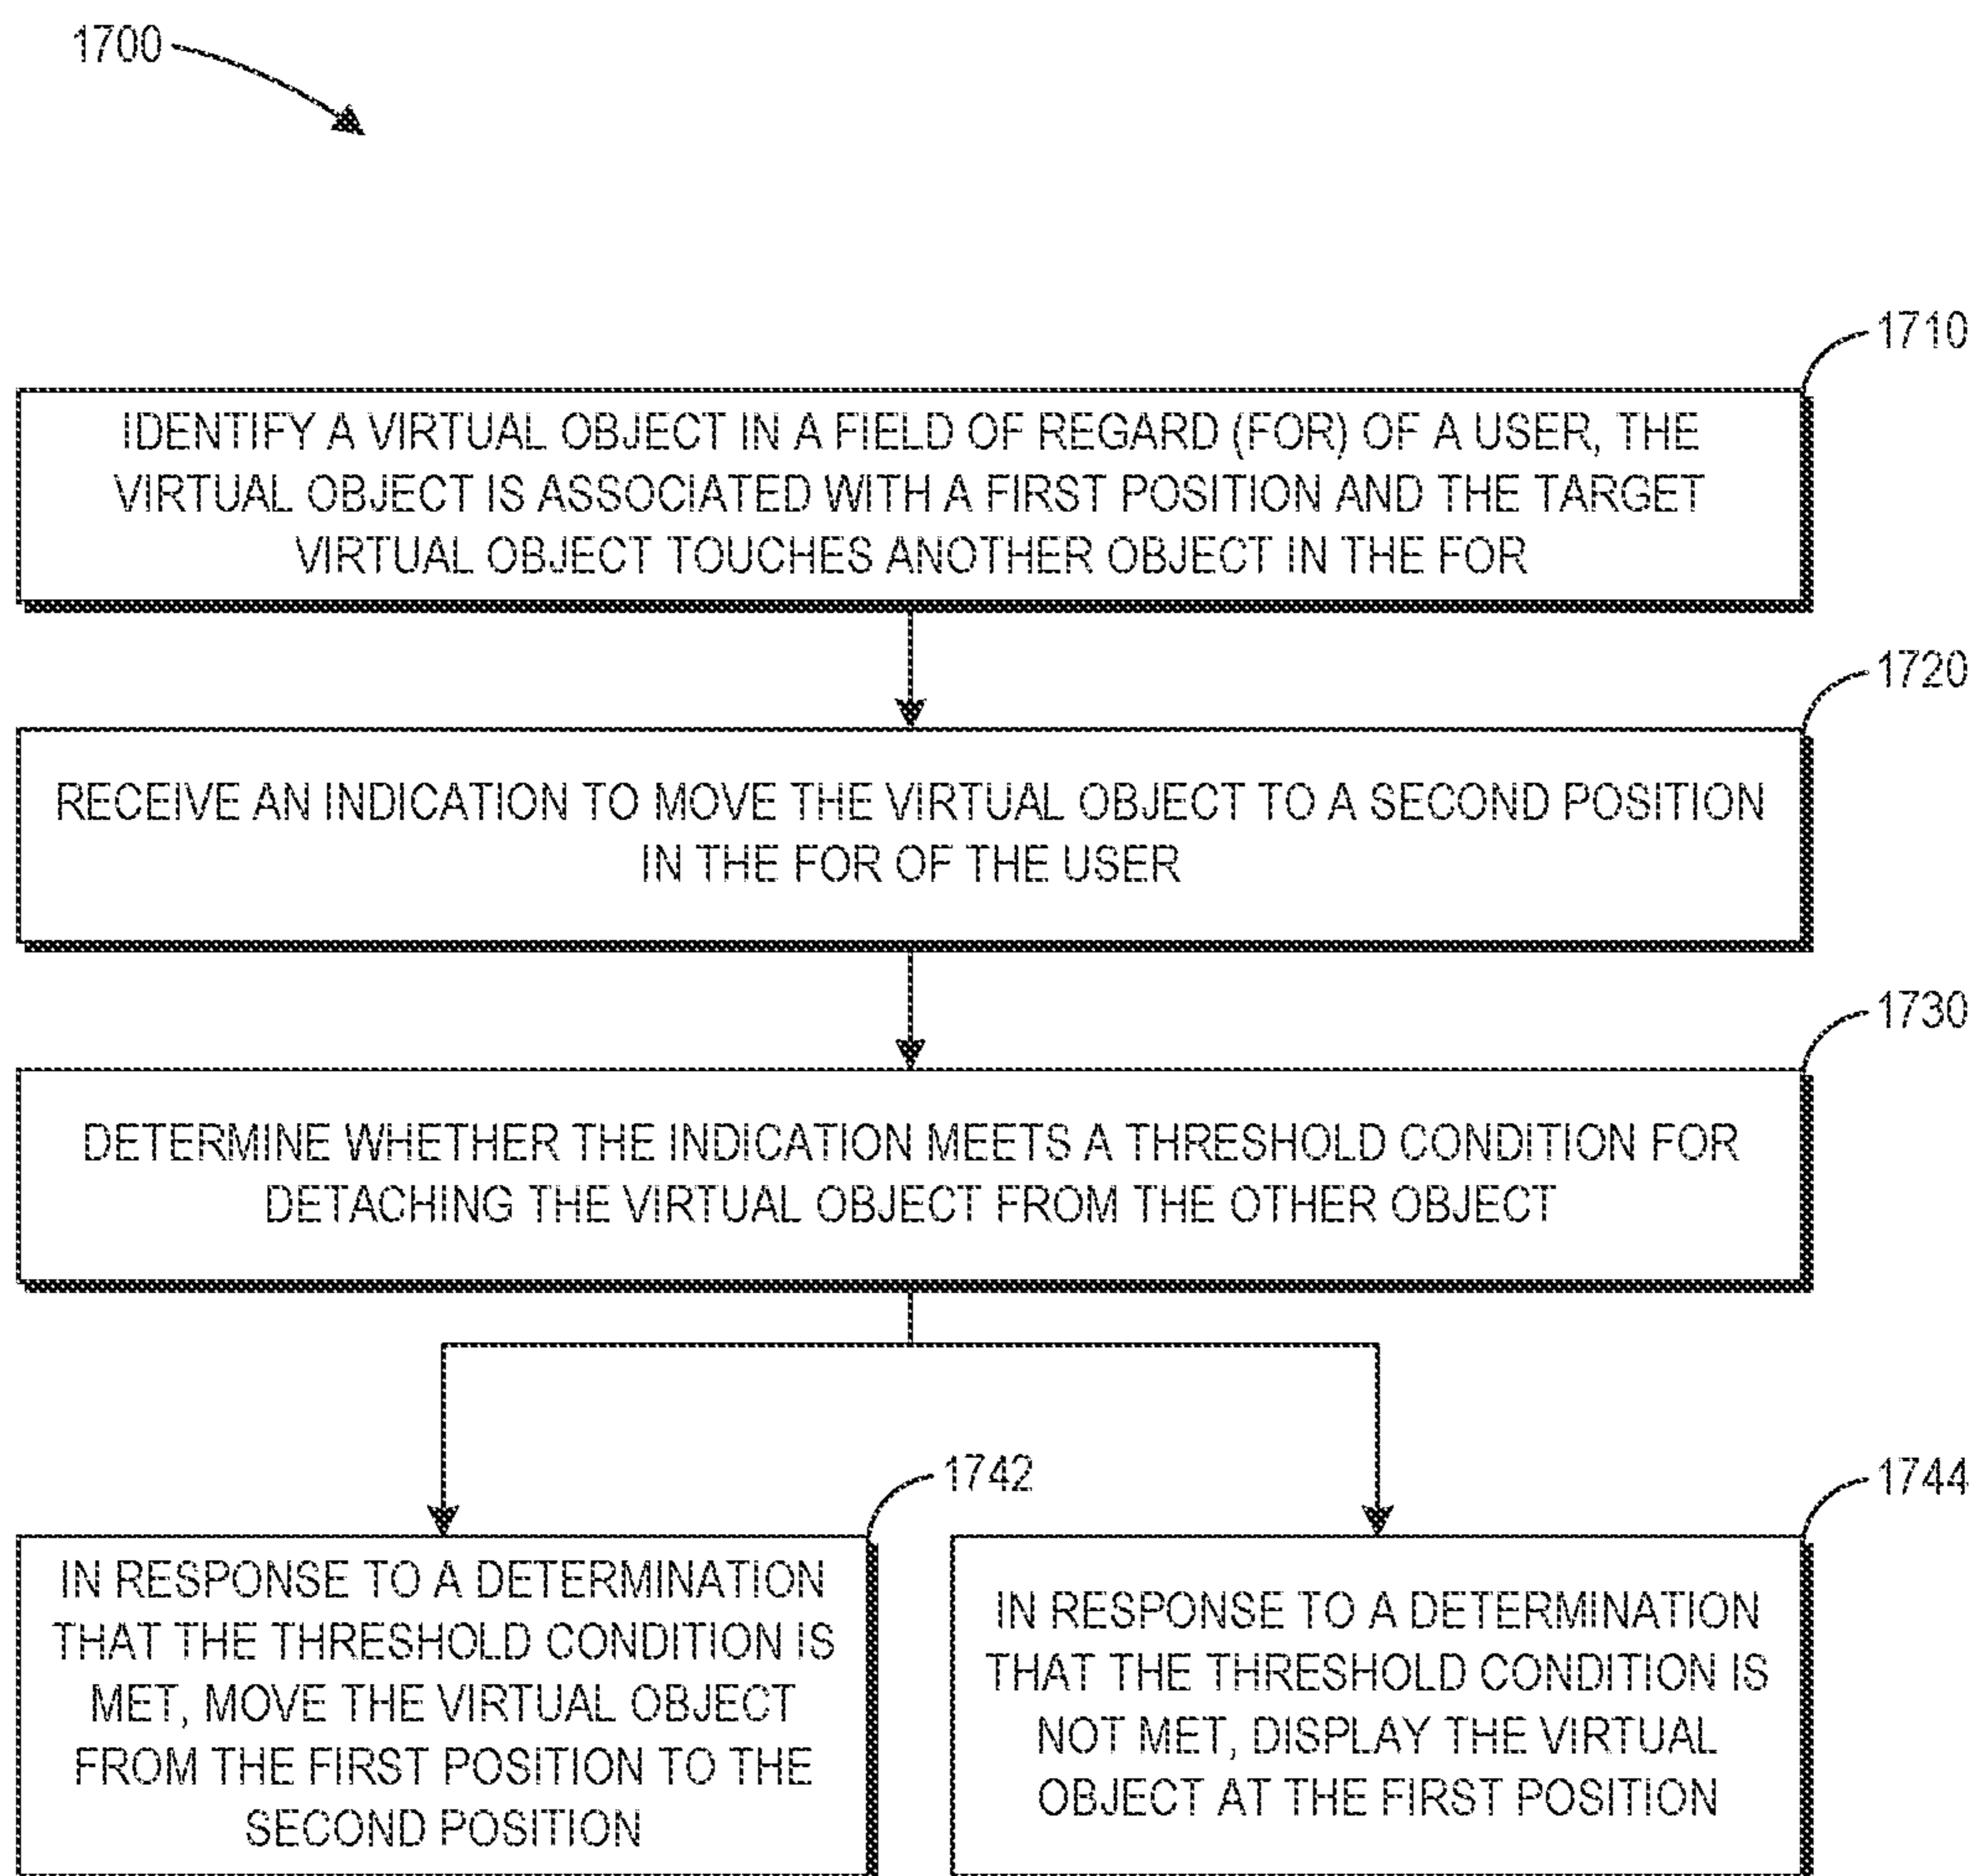 1700
1710
IDENTIFY A VIRTUAL OBJECT IN A FIELD OF REGARD (FOR) OF A USER, THE
VIRTUAL OBJECT IS ASSOCIATED WITH A FIRST POSITION AND THE TARGET
VIRTUAL OBJECT TOUCHES ANOTHER OBJECT IN THE FOR
1720
RECEIVE AN INDICATION TO MOVE THE VIRTUAL OBJECT TO A SECOND POSITION
IN THE FOR OF THE USER
1730
DETERMINE WHETHER THE INDICATION MEETS A THRESHOLD CONDITION FOR
DETACHING THE VIRTUAL OBJECT FROM THE OTHER OBJECT
1742
IN RESPONSE TO A DETERMINATION
THAT THE THRESHOLD CONDITION IS
MET, MOVE THE VIRTUAL OBJECT
FROM THE FIRST POSITION TO THE
SECOND POSITION
1744
IN RESPONSE TO A DETERMINATION
THAT THE THRESHOLD CONDITION IS
NOT MET, DISPLAY THE VIRTUAL
OBJECT AT THE FIRST POSITION